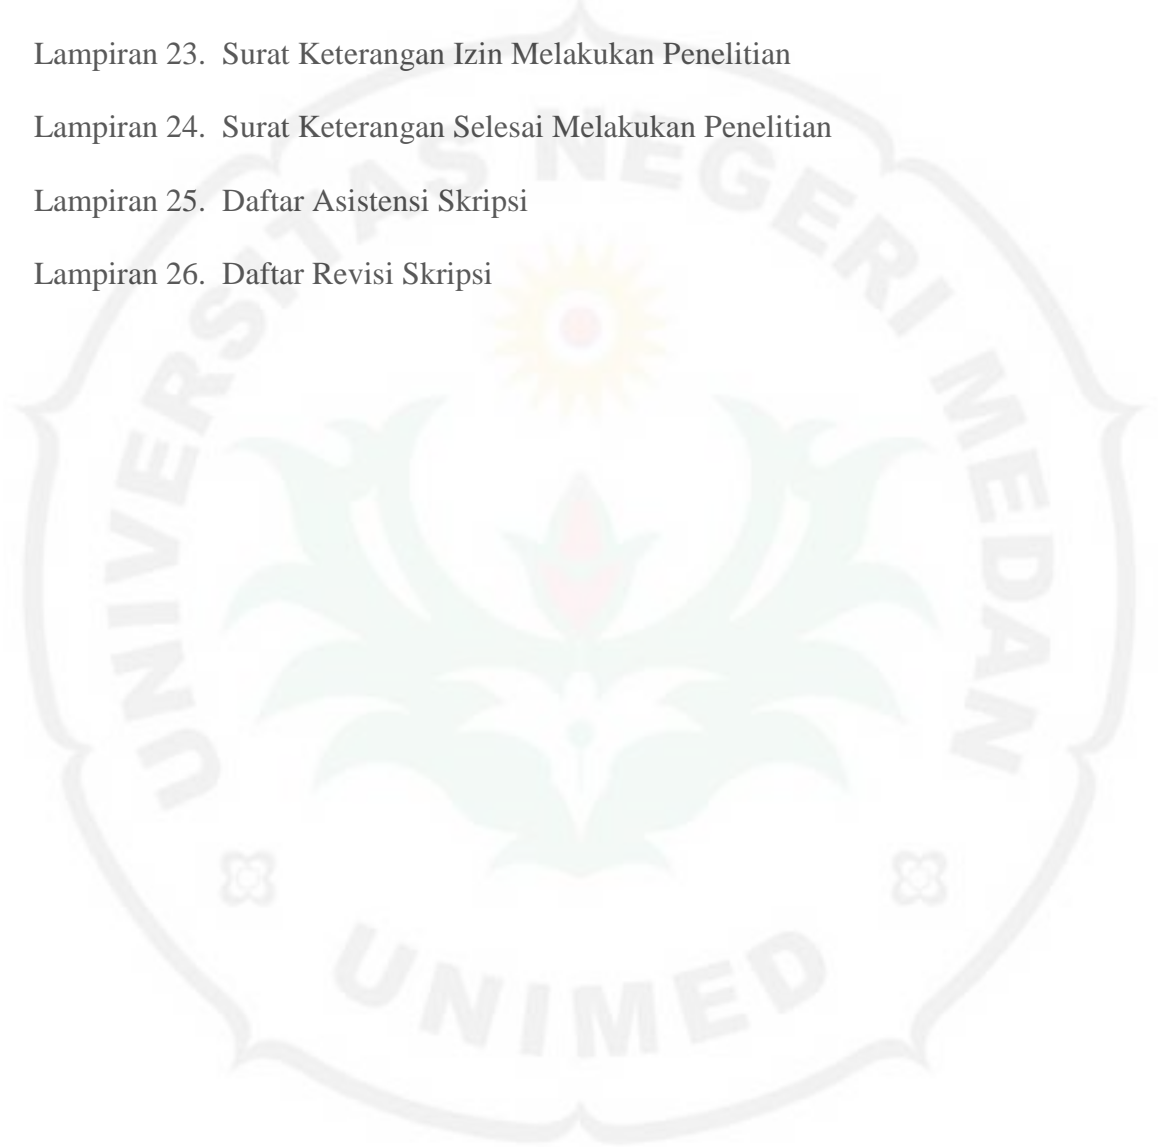 Lampiran 23. Surat Keterangan Izin Melakukan Penelitian
Lampiran 24. Surat Keterangan Selesai Melakukan Penelitian
Lampiran 25. Daftar Asistensi Skripsi
Lampiran 26. Daftar Revisi Skripsi
UNIVERSITAS NEGERI MEDAN
UNIMED